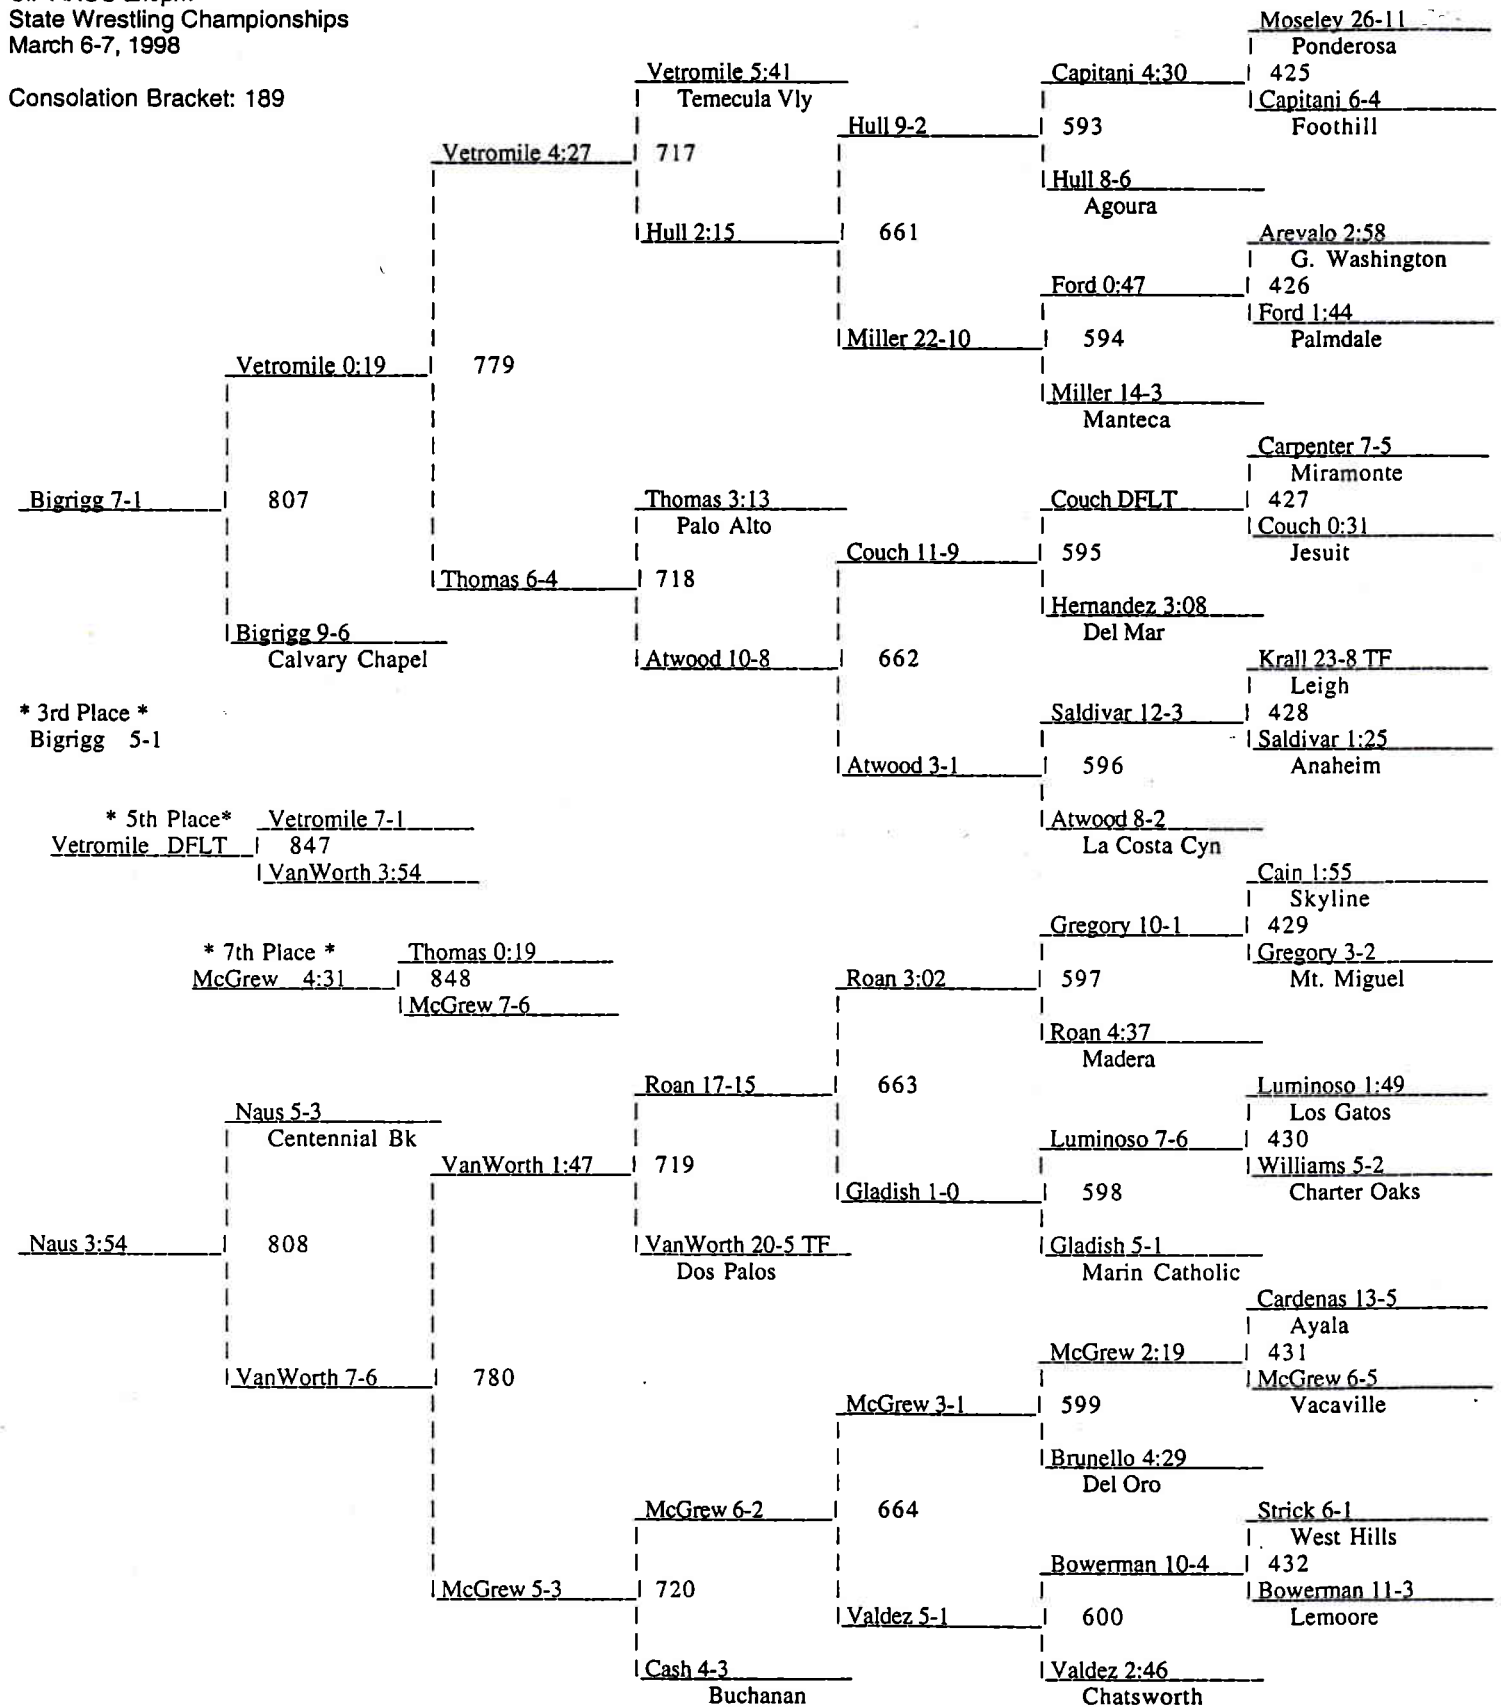 State Wrestling Championships
March 6-7, 1998
Consolation Bracket: 189
Moseley 26-11
Ponderosa
425
Capitani 6-4
Foothill
Arevalo 2:58
G. Washington
426
Ford 1:44
Palmdale
Carpenter 7-5
Miramonte
427
Couch 0:31
Jesuit
Krall 23-8 TF
Leigh
428
Saldivar 1:25
Anaheim
Cain 1:55
Skyline
429
Gregory 3-2
Mt. Miguel
Luminoso 1:49
Los Gatos
430
Williams 5-2
Charter Oaks
Cardenas 13-5
Ayala
431
McGrew 6-5
Vacaville
Strick 6-1
West Hills
432
Bowerman 11-3
Lemoore
Capitani 4:30
593
Hull 8-6
Agoura
Ford 0:47
594
Miller 14-3
Manteca
Couch DFLT
595
Hernandez 3:08
Del Mar
Saldivar 12-3
596
Atwood 8-2
La Costa Cyn
Gregory 10-1
597
Roan 4:37
Madera
Luminoso 7-6
598
Gladish 5-1
Marin Catholic
McGrew 2:19
599
Brunello 4:29
Del Oro
Bowerman 10-4
600
Valdez 2:46
Chatsworth
Hull 9-2
661
Miller 22-10
Couch 11-9
662
Atwood 3-1
Roan 3:02
663
Gladish 1-0
McGrew 3-1
664
Valdez 5-1
Vetromile 5:41
Temecula Vly
717
Hull 2:15
Thomas 3:13
Palo Alto
718
Atwood 10-8
Roan 17-15
719
VanWorth 20-5 TF
Dos Palos
McGrew 6-2
720
Cash 4-3
Buchanan
Vetromile 4:27
779
Thomas 6-4
VanWorth 1:47
780
McGrew 5-3
Vetromile 0:19
807
Bigrigg 9-6
Calvary Chapel
Naus 5-3
Centennial Bk
808
VanWorth 7-6
Bigrigg 7-1
Naus 3:54
* 3rd Place *
Bigrigg 5-1
* 5th Place*
Vetromile DFLT
Vetromile 7-1
847
VanWorth 3:54
* 7th Place *
McGrew 4:31
Thomas 0:19
848
McGrew 7-6